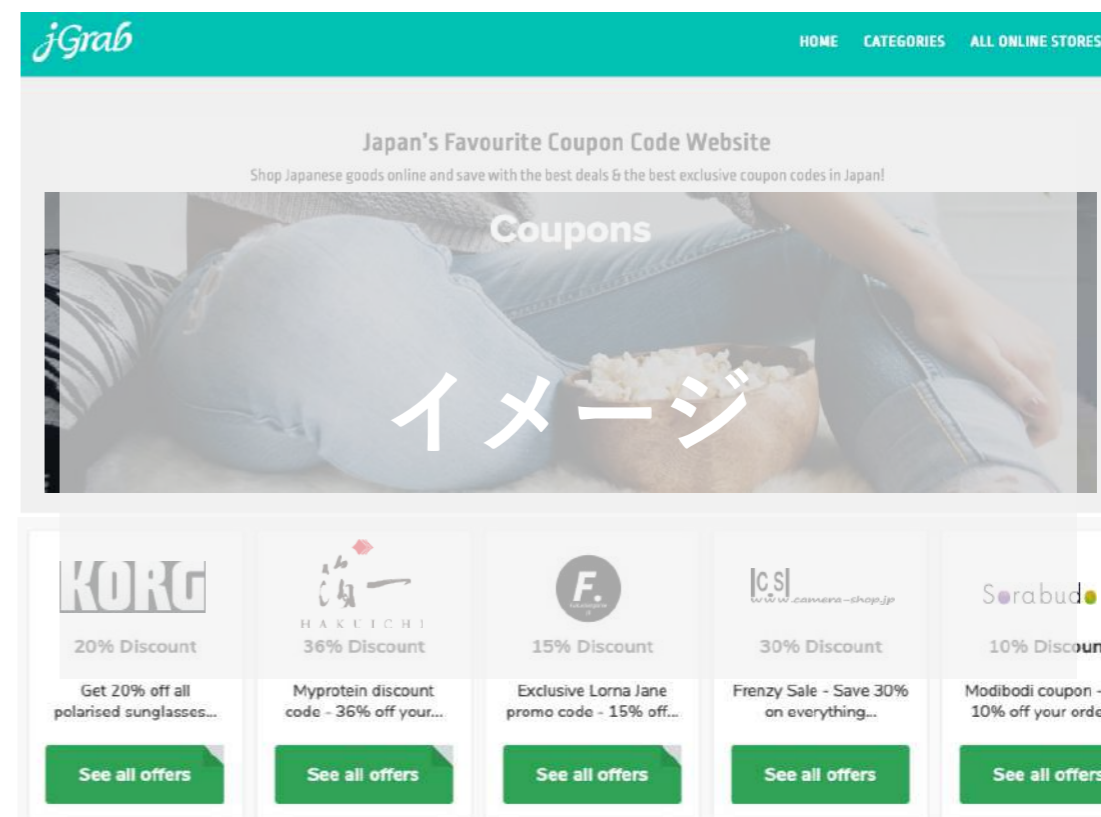 jGrab
HOME CATEGORIES ALL ONLINE STORES
Japan's Favourite Coupon Code Website
Shop Japanese goods online and save with the best deals & the best exclusive coupon codes in Japan!
Coupons
イメージ
KORG
箔一
HAKUICHI
F.
CS
www.camera-shop.jp
Sorabudo
20% Discount
36% Discount
15% Discount
30% Discount
10% Discoun
Get 20% off all
polarised sunglasses...
Myprotein discount
code - 36% off your...
Exclusive Lorna Jane
promo code - 15% off...
Frenzy Sale - Save 30%
on everything...
Modibodi coupon -
10% off your orde
See all offers
See all offers
See all offers
See all offers
See all offers